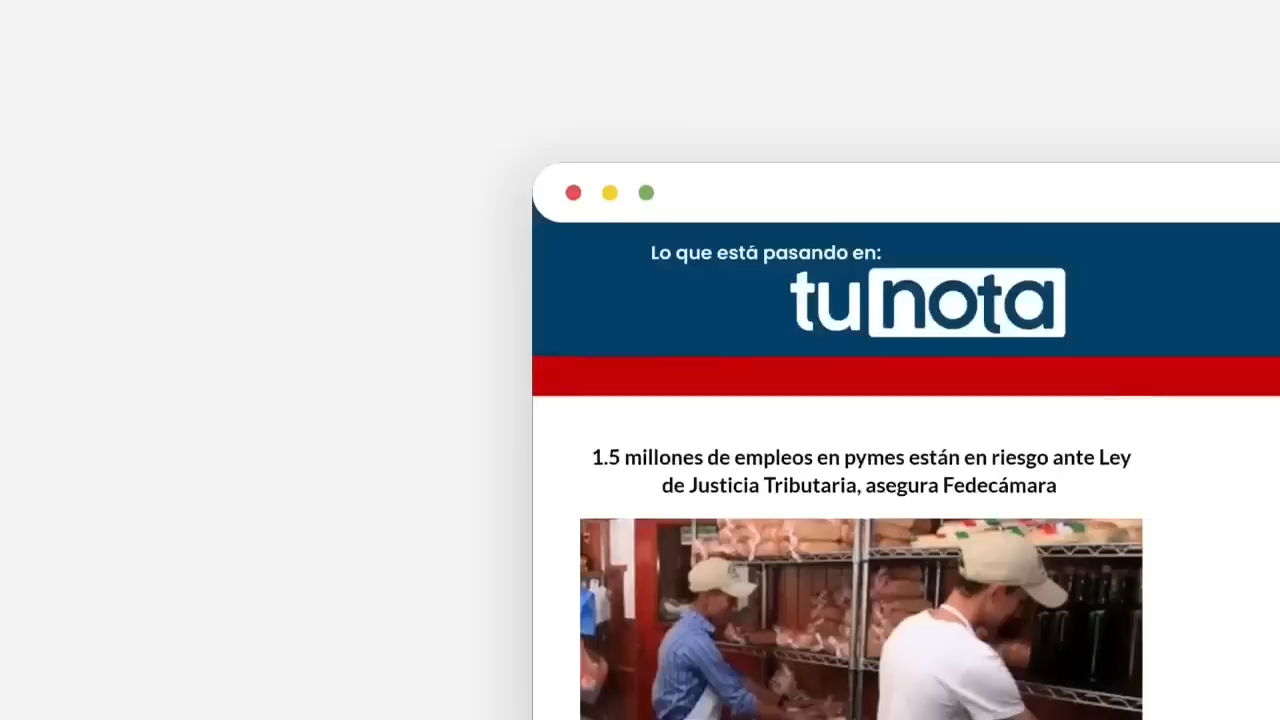 Lo que está pasando en:
tunota
1.5 millones de empleos en pymes están en riesgo ante Ley
de Justicia Tributaria, asegura Fedecámara